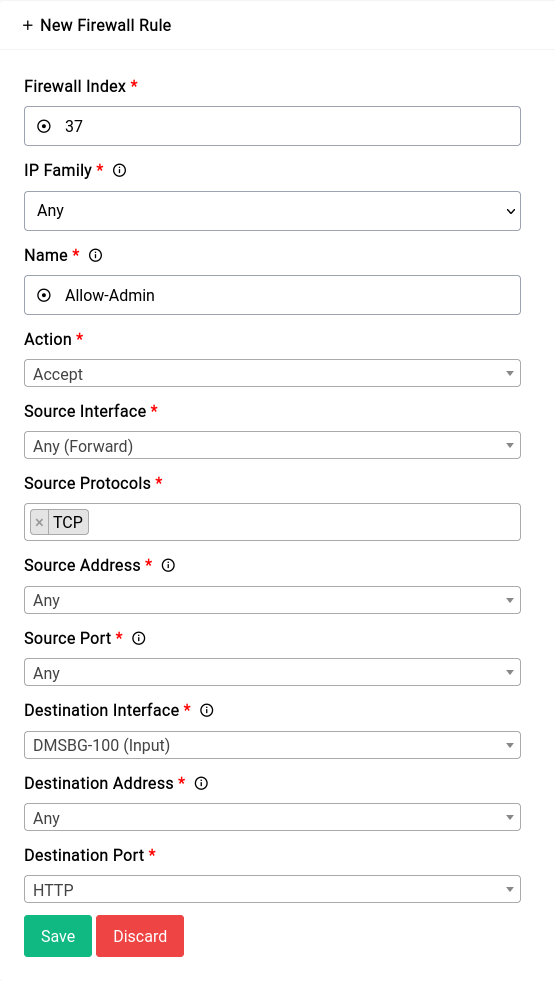 + New Firewall Rule
Firewall Index *
37
IP Family *
Any
Name *
Allow-Admin
Action *
Accept
Source Interface *
Any (Forward)
Source Protocols *
× TCP
Source Address *
Any
Source Port *
Any
Destination Interface *
DMSBG-100 (Input)
Destination Address *
Any
Destination Port *
HTTP
Save Discard